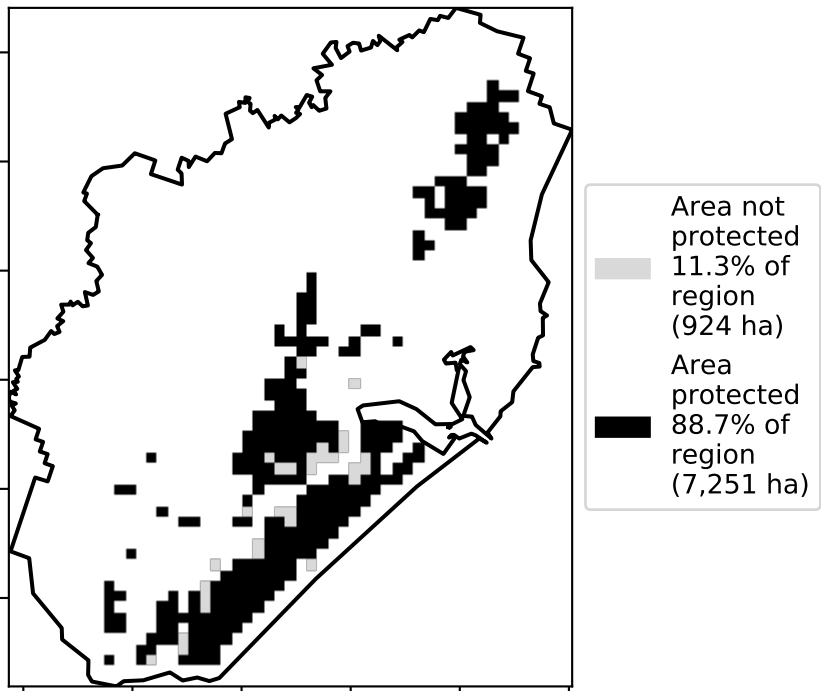 Area not
protected
11.3% of
region
(924 ha)
Area
protected
88.7% of
region
(7,251 ha)